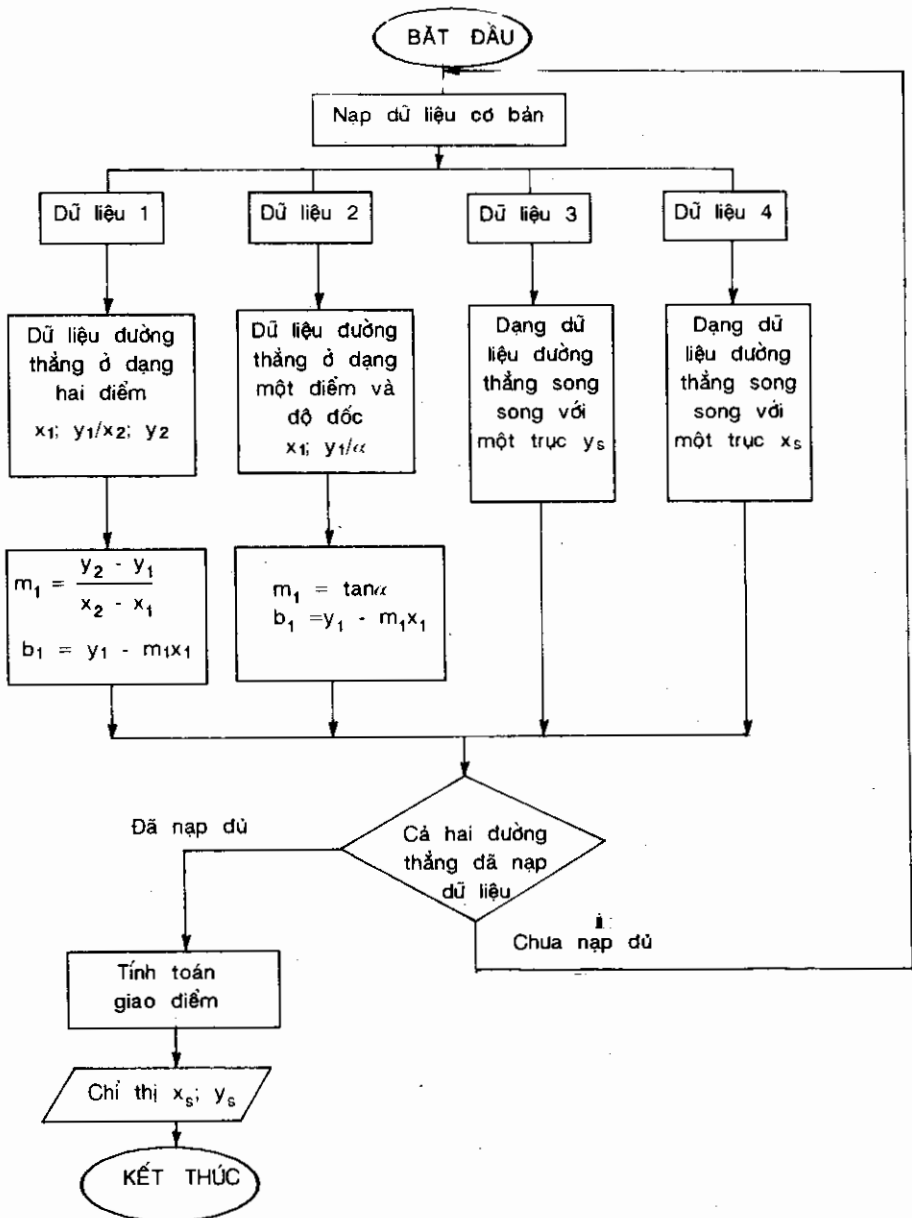 BẮT ĐẦU
Nạp dữ liệu cơ bản
Dữ liệu 1
Dữ liệu 2
Dữ liệu 3
Dữ liệu 4
Dữ liệu đường
thẳng ở dạng
hai điểm
x₁; y₁/x₂; y₂
Dữ liệu đường
thẳng ở dạng
một điểm và
độ dốc
x₁; y₁/α
Dạng dữ
liệu đường
thẳng song
song với
một trục yₛ
Dạng dữ
liệu đường
thẳng song
song với
một trục xₛ
m₁ = (y₂ - y₁)/(x₂ - x₁)
b₁ = y₁ - m₁x₁
m₁ = tanα
b₁ =y₁ - m₁x₁
Đã nạp đủ
Cả hai đường
thẳng đã nạp
dữ liệu
Chưa nạp đủ
Tính toán
giao điểm
Chỉ thị xₛ; yₛ
KẾT THÚC